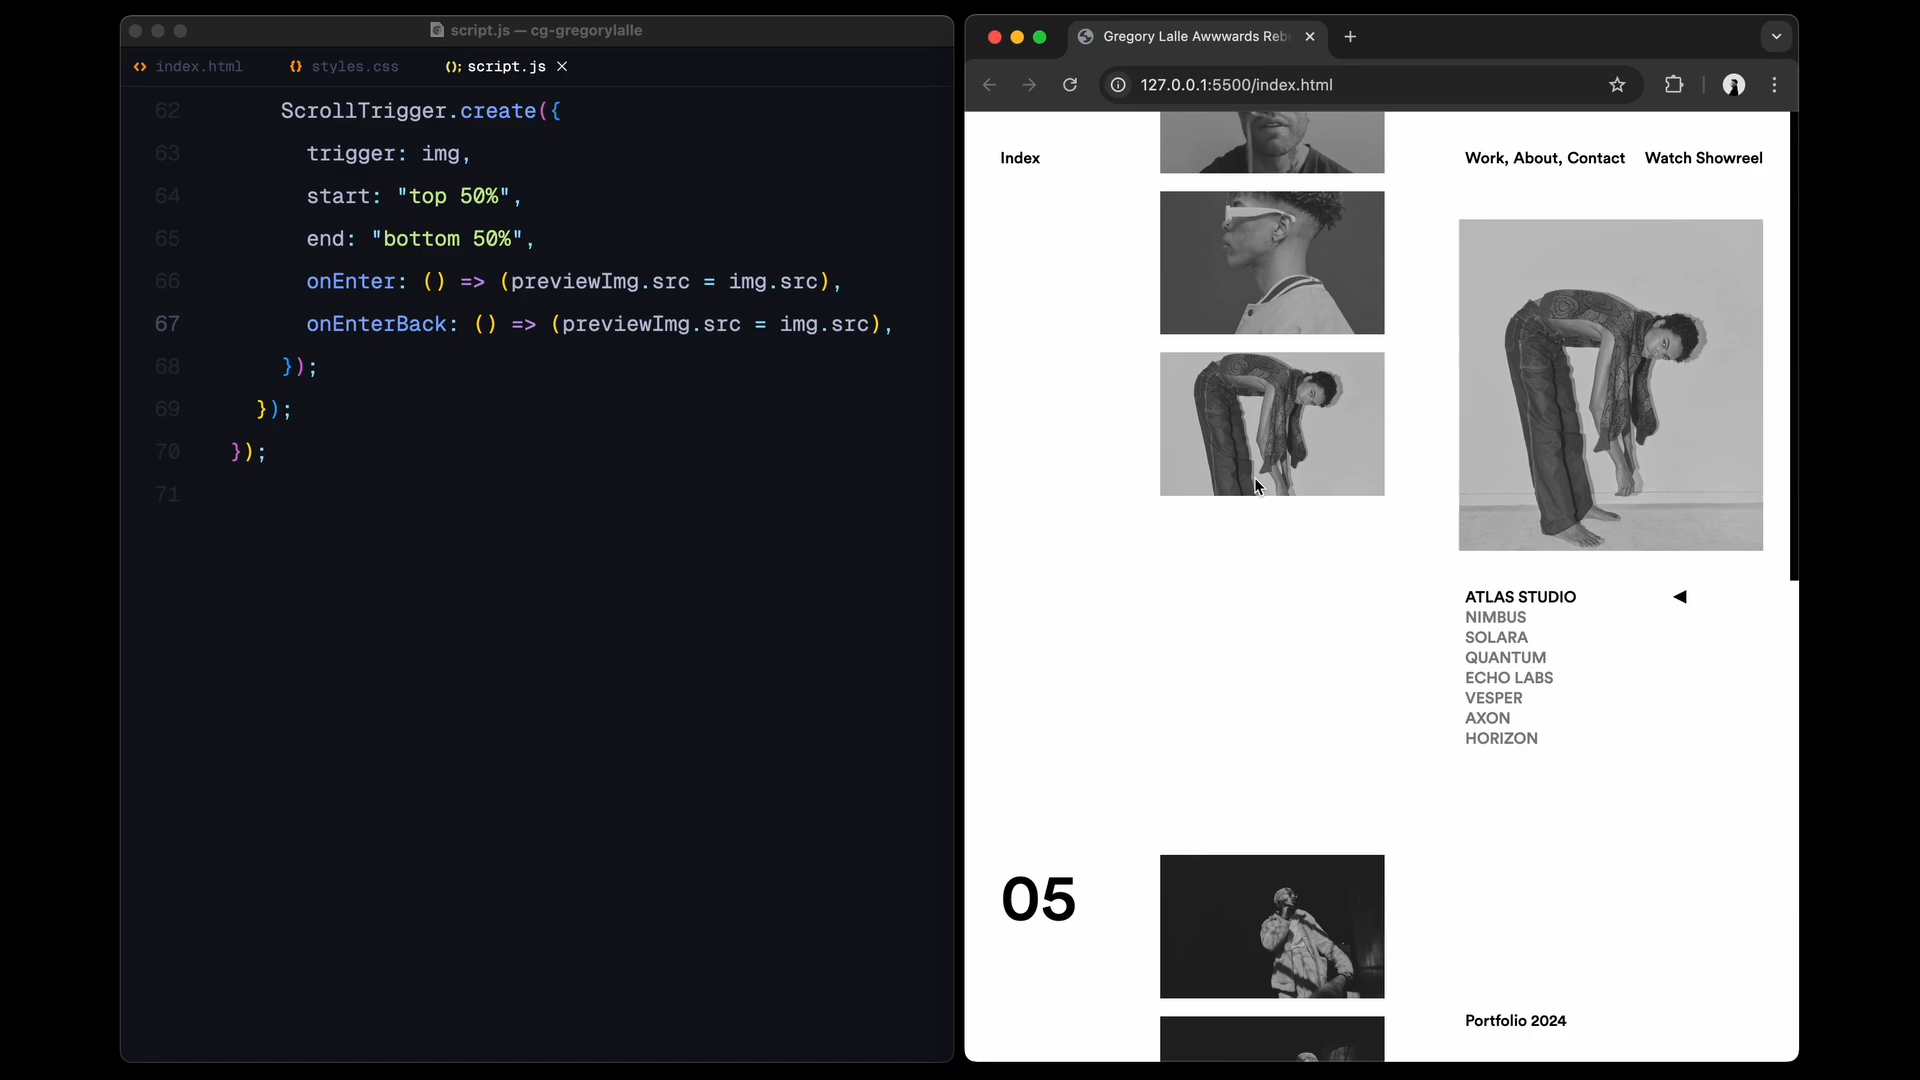 script.js — cg-gregorylalle
index.html
styles.css
script.js
62 ScrollTrigger.create({
63 trigger: img,
64 start: "top 50%",
65 end: "bottom 50%",
66 onEnter: () => (previewImg.src = img.src),
67 onEnterBack: () => (previewImg.src = img.src),
68 });
69 });
70 });
71
Gregory Lalle Awwwards Reb
127.0.0.1:5500/index.html
Index
Work, About, Contact
Watch Showreel
ATLAS STUDIO
NIMBUS
SOLARA
QUANTUM
ECHO LABS
VESPER
AXON
HORIZON
05
Portfolio 2024